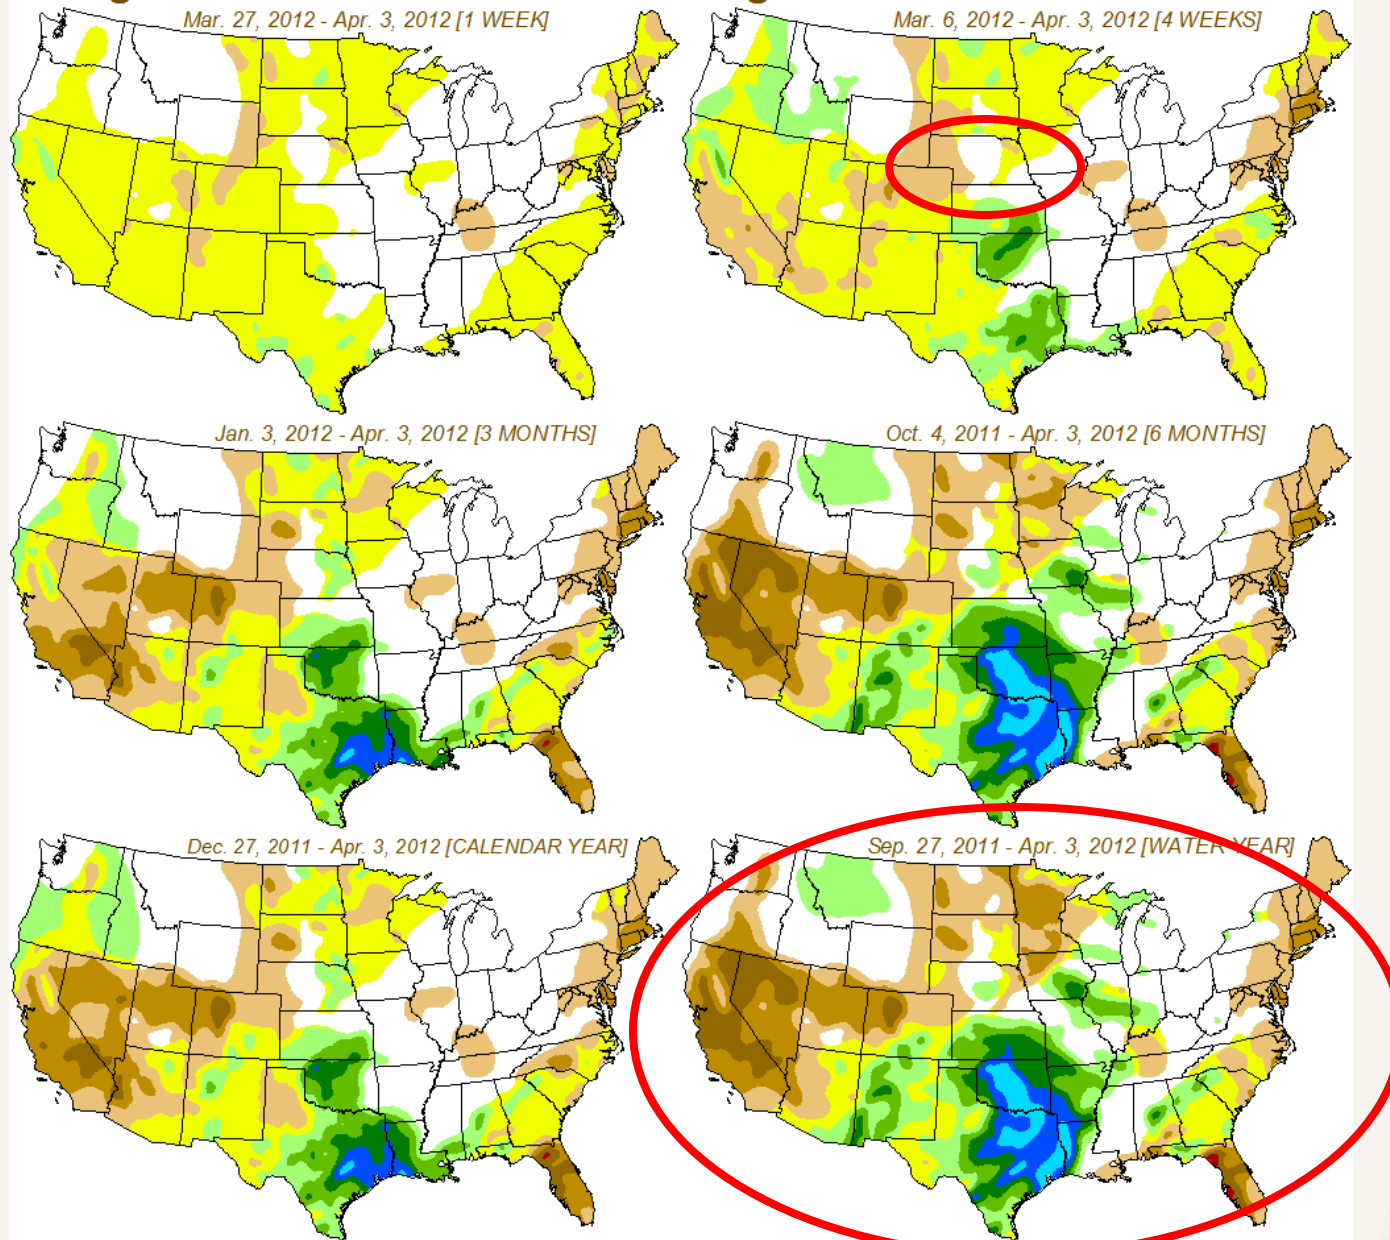 Mar. 27, 2012 - Apr. 3, 2012 [1 WEEK]
Mar. 6, 2012 - Apr. 3, 2012 [4 WEEKS]
Jan. 3, 2012 - Apr. 3, 2012 [3 MONTHS]
Oct. 4, 2011 - Apr. 3, 2012 [6 MONTHS]
Dec. 27, 2011 - Apr. 3, 2012 [CALENDAR YEAR]
Sep. 27, 2011 - Apr. 3, 2012 [WATER YEAR]